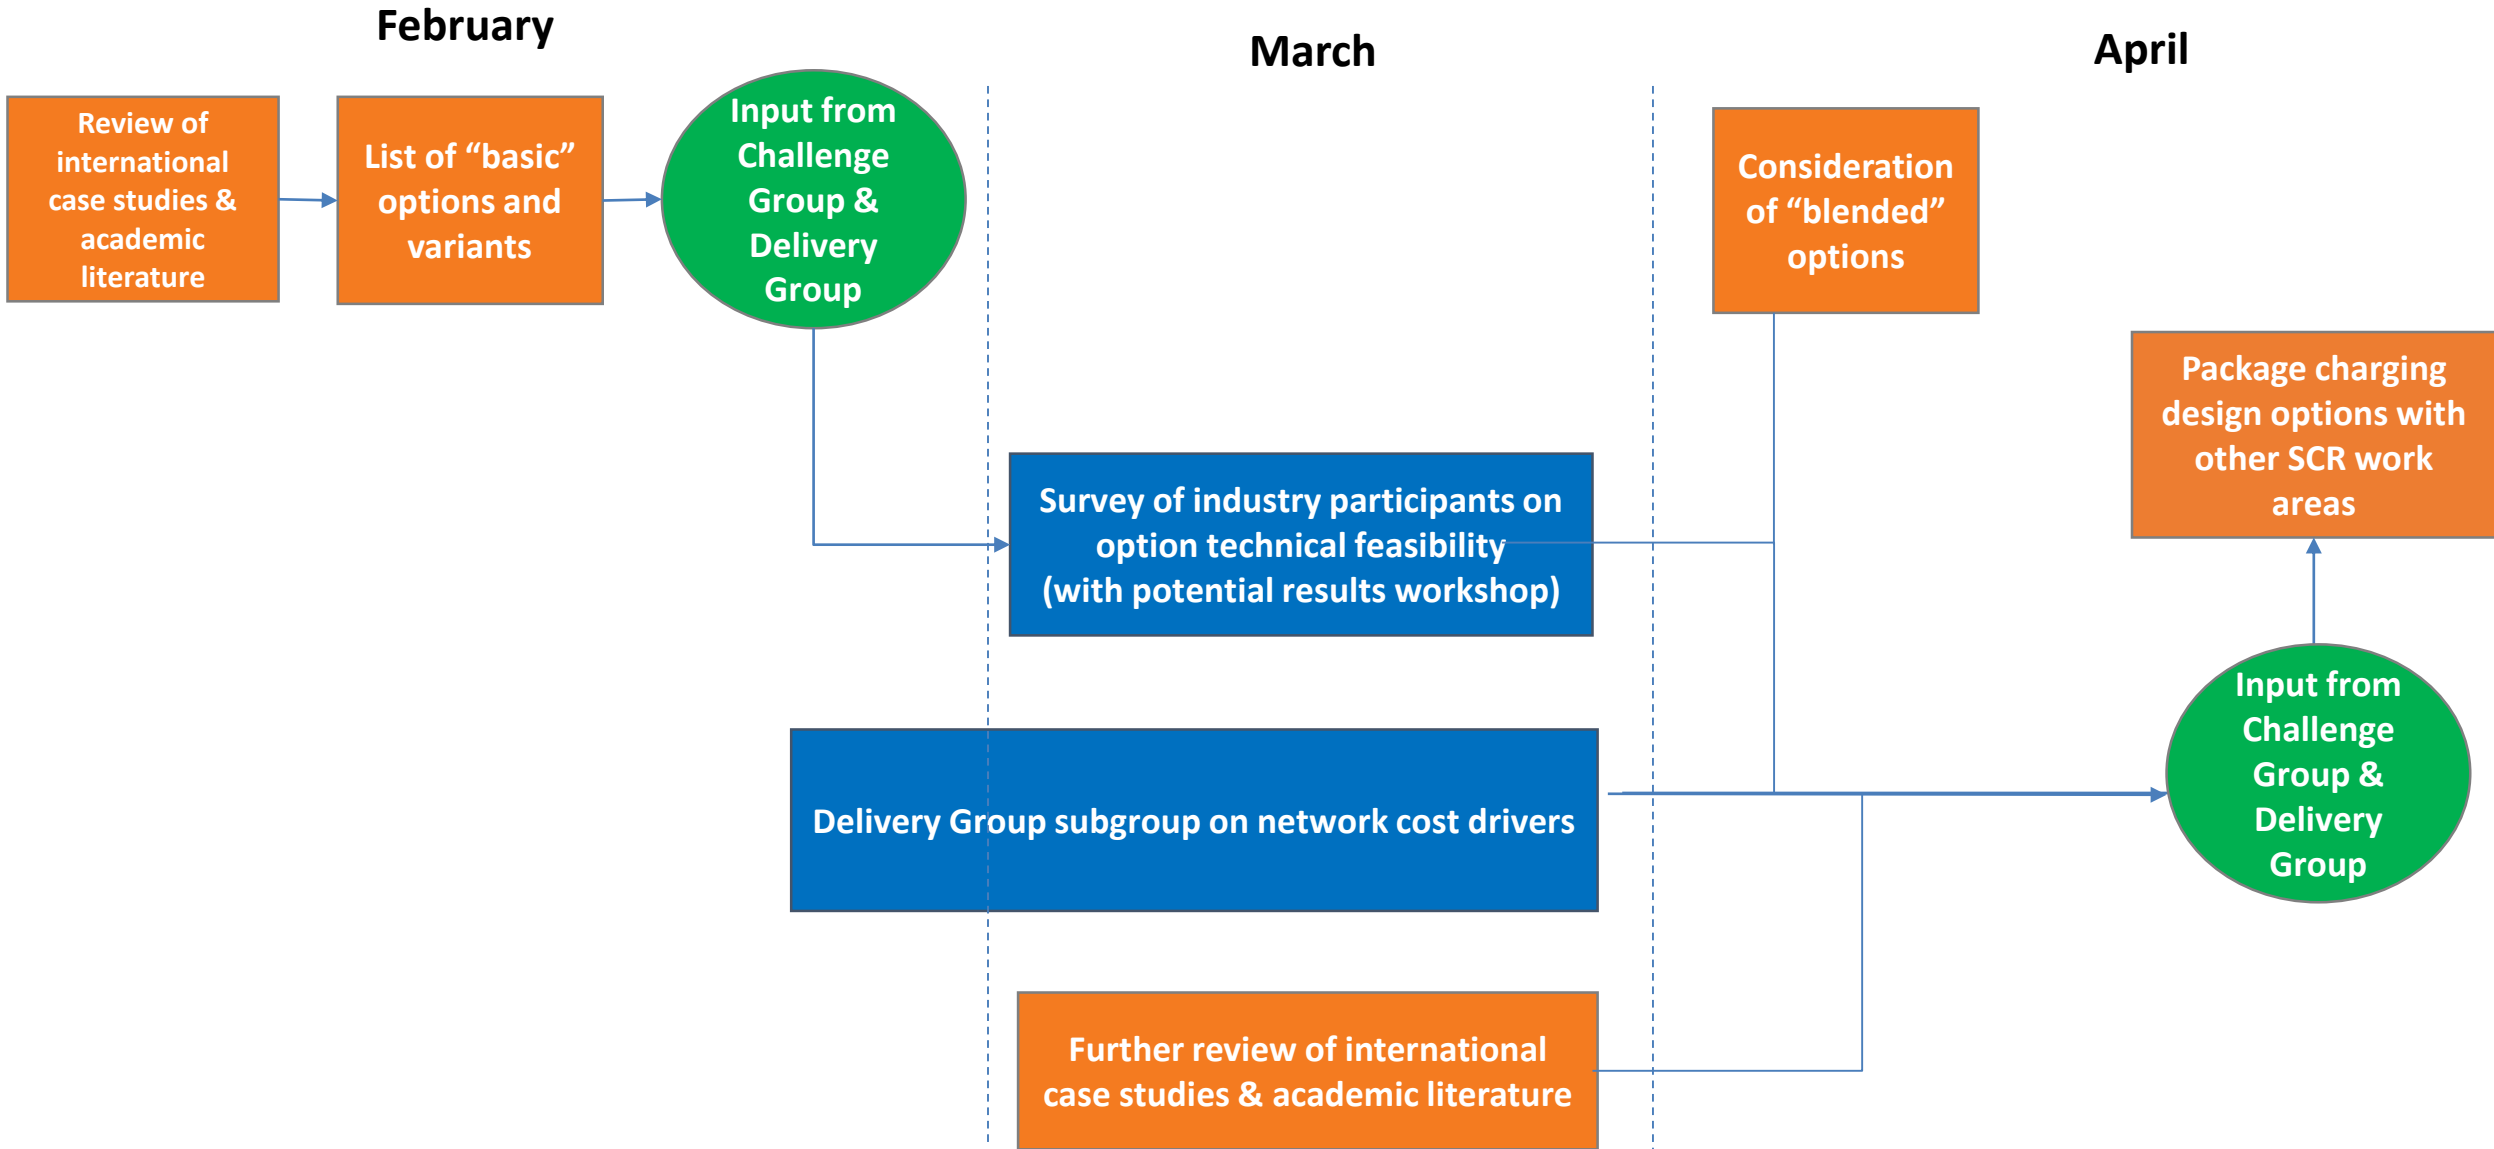 February
March
April
Review of
international
case studies &
academic
literature
List of “basic”
options and
variants
Input from
Challenge
Group &
Delivery
Group
Consideration
of “blended”
options
Package charging
design options with
other SCR work
areas
Survey of industry participants on
option technical feasibility
(with potential results workshop)
Input from
Challenge
Group &
Delivery
Group
Delivery Group subgroup on network cost drivers
Further review of international
case studies & academic literature